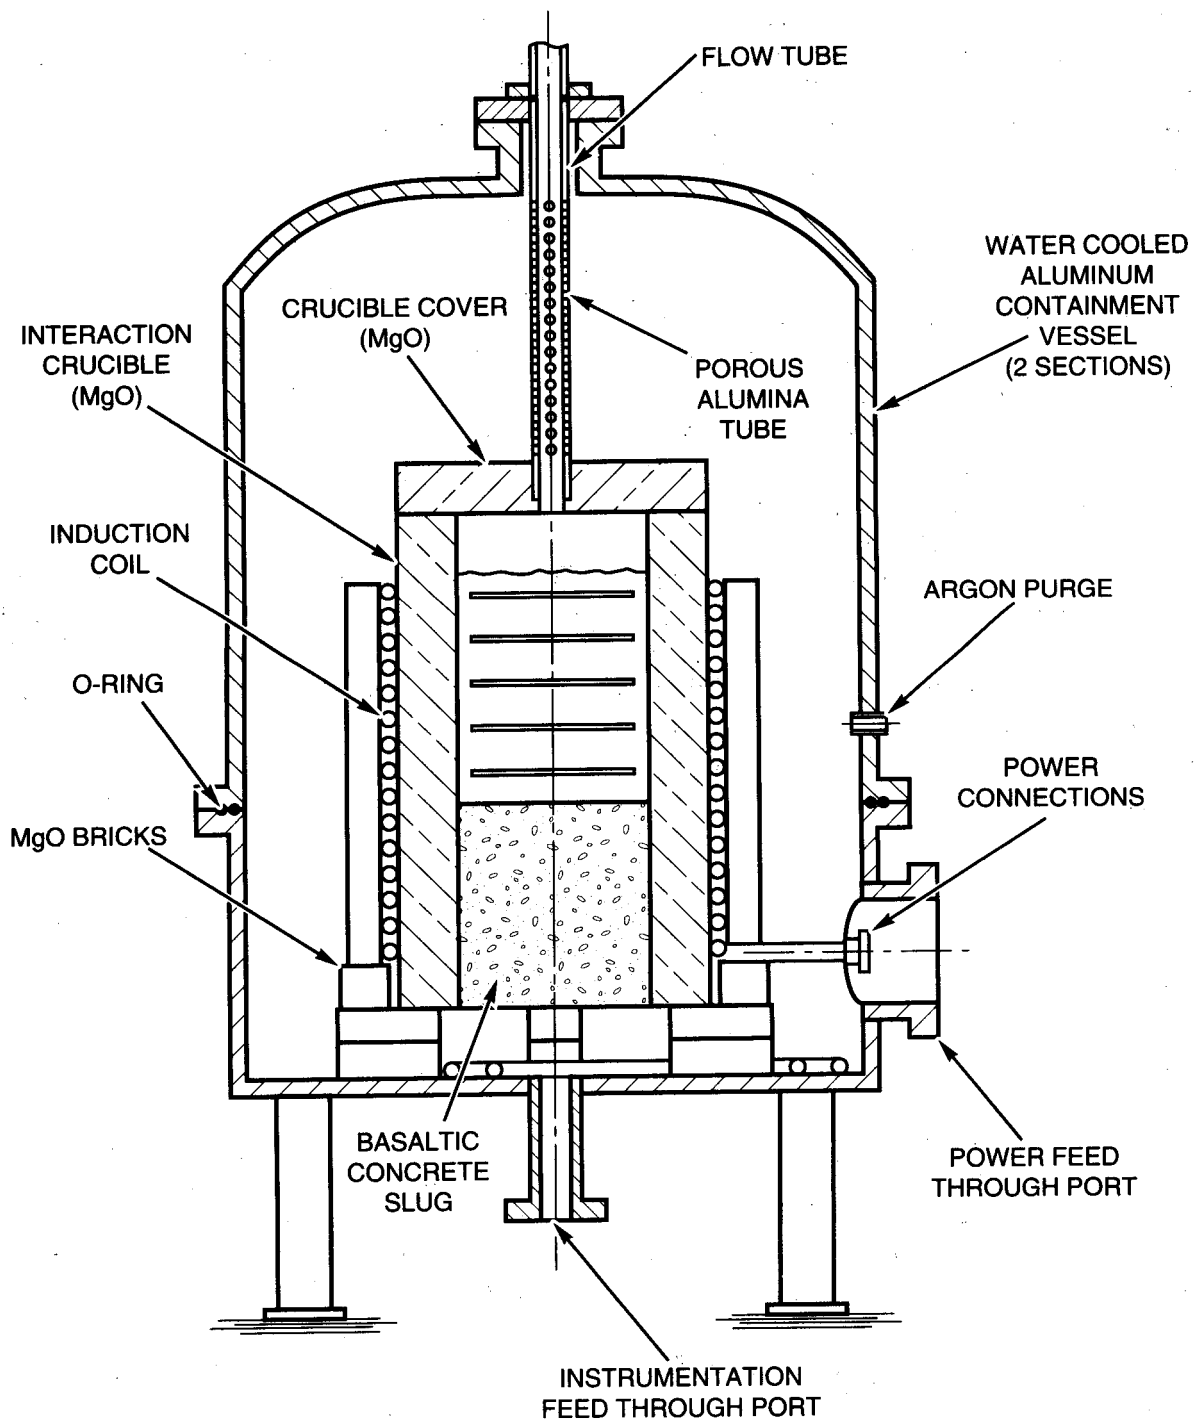 FLOW TUBE
WATER COOLED
ALUMINUM
CONTAINMENT
VESSEL
(2 SECTIONS)
CRUCIBLE COVER
(MgO)
INTERACTION
CRUCIBLE
(MgO)
POROUS
ALUMINA
TUBE
INDUCTION
COIL
ARGON PURGE
O-RING
POWER
CONNECTIONS
MgO BRICKS
BASALTIC
CONCRETE
SLUG
POWER FEED
THROUGH PORT
INSTRUMENTATION
FEED THROUGH PORT